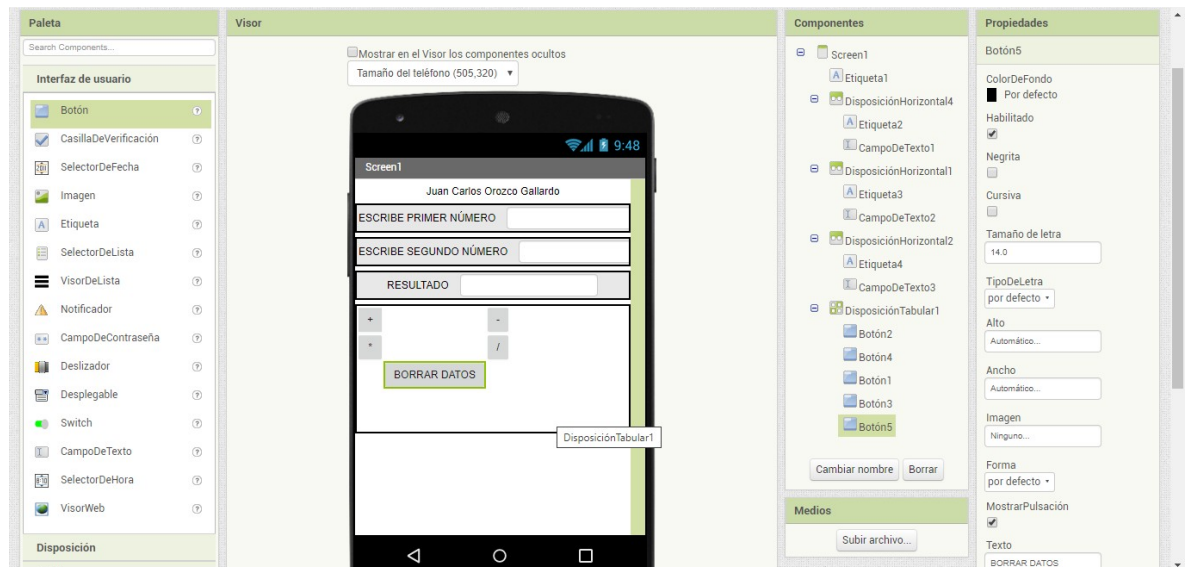 Paleta
Search Components...
Interfaz de usuario
Botón
CasillaDeVerificación
SelectorDeFecha
Imagen
Etiqueta
SelectorDeLista
VisorDeLista
Notificador
CampoDeContraseña
Deslizador
Desplegable
Switch
CampoDeTexto
SelectorDeHora
VisorWeb
Disposición
Visor
Mostrar en el Visor los componentes ocultos
Tamaño del teléfono (505,320)
9:48
Screen1
Juan Carlos Orozco Gallardo
ESCRIBE PRIMER NÚMERO
ESCRIBE SEGUNDO NÚMERO
RESULTADO
+ -
* /
BORRAR DATOS
DisposiciónTabular1
Componentes
Screen1
Etiqueta1
DisposiciónHorizontal4
Etiqueta2
CampoDeTexto1
DisposiciónHorizontal1
Etiqueta3
CampoDeTexto2
DisposiciónHorizontal2
Etiqueta4
CampoDeTexto3
DisposiciónTabular1
Botón2
Botón4
Botón1
Botón3
Botón5
Cambiar nombre Borrar
Medios
Subir archivo...
Propiedades
Botón5
ColorDeFondo
Por defecto
Habilitado
Negrita
Cursiva
Tamaño de letra
14.0
TipoDeLetra
por defecto
Alto
Automático...
Ancho
Automático...
Imagen
Ninguno...
Forma
por defecto
MostrarPulsación
Texto
BORRAR DATOS